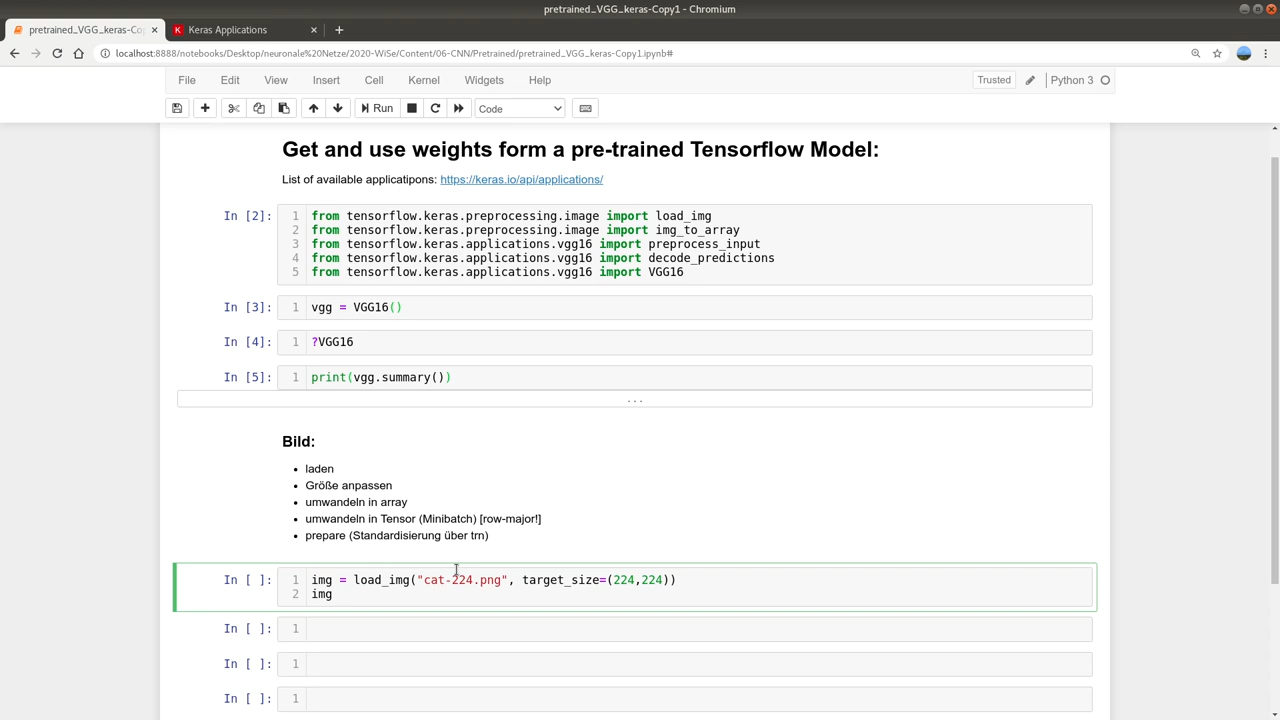 pretrained_VGG_keras-Copy1 - Chromium
pretrained_VGG_keras-Co
Keras Applications
localhost:8888/notebooks/Desktop/neuronale%20Netze/2020-WiSe/Content/06-CNN/Pretrained/pretrained_VGG_keras-Copy1.ipynb#
File Edit View Insert Cell Kernel Widgets Help Trusted Python 3
Run Code
Get and use weights form a pre-trained Tensorflow Model:
List of available applicatipons: https://keras.io/api/applications/
In [2]: 1 from tensorflow.keras.preprocessing.image import load_img
2 from tensorflow.keras.preprocessing.image import img_to_array
3 from tensorflow.keras.applications.vgg16 import preprocess_input
4 from tensorflow.keras.applications.vgg16 import decode_predictions
5 from tensorflow.keras.applications.vgg16 import VGG16
In [3]: 1 vgg = VGG16()
In [4]: 1 ?VGG16
In [5]: 1 print(vgg.summary())
...
Bild:
• laden
• Größe anpassen
• umwandeln in array
• umwandeln in Tensor (Minibatch) [row-major!]
• prepare (Standardisierung über trn)
In [ ]: 1 img = load_img("cat-224.png", target_size=(224,224))
2 img
In [ ]: 1
In [ ]: 1
In [ ]: 1